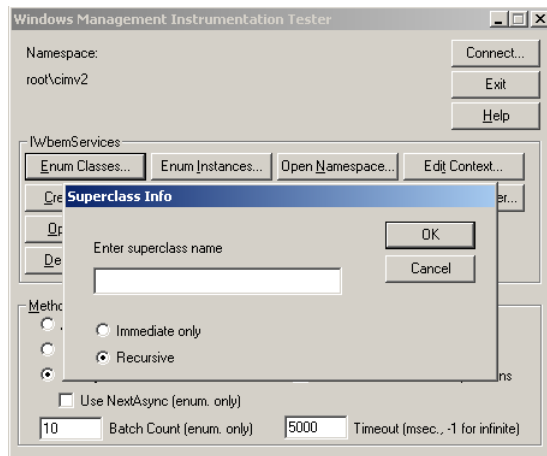 Windows Management Instrumentation Tester
Namespace:
Connect...
root\cimv2
Exit
Help
IWbemServices
Enum Classes...
Enum Instances...
Open Namespace...
Edit Context...
Superclass Info
Enter superclass name
OK
Cancel
Immediate only
Recursive
Use NextAsync (enum. only)
10
Batch Count (enum. only)
5000
Timeout (msec., -1 for infinite)